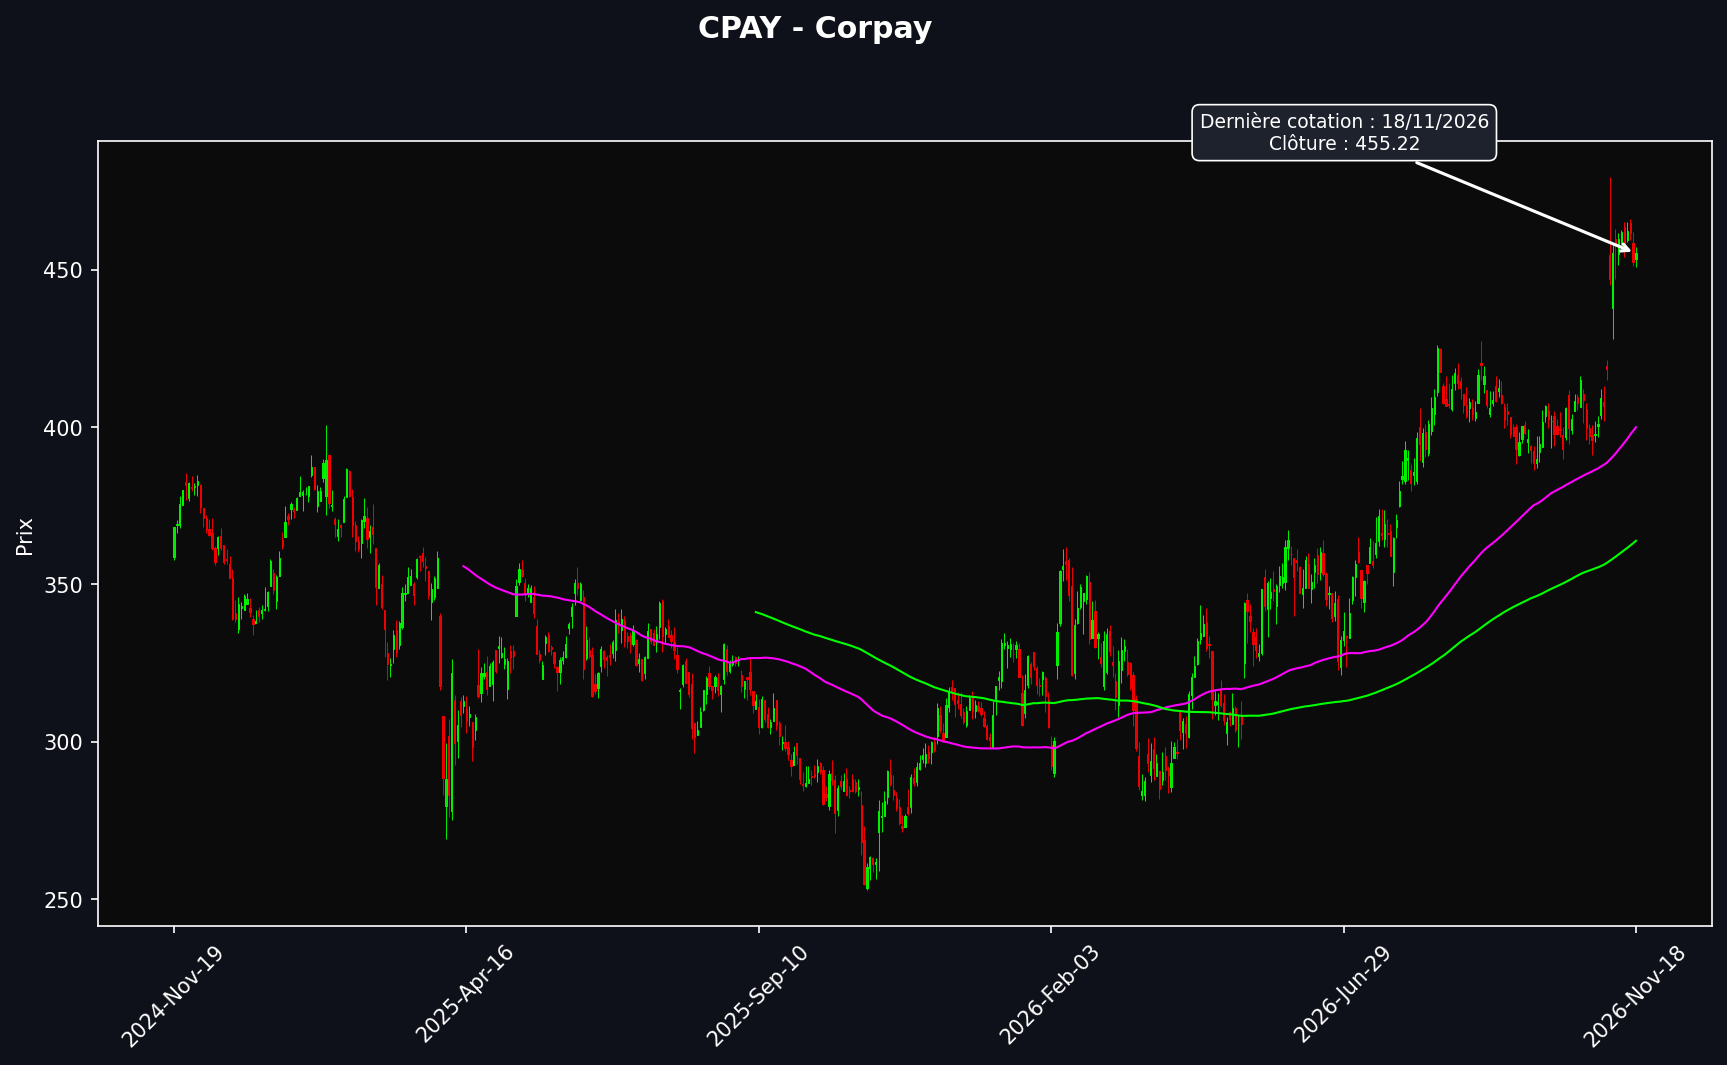 CPAY - Corpay
Dernière cotation : 18/11/2026
Clôture : 455.22
Prix
450
400
350
300
250
2024-Nov-19
2025-Apr-16
2025-Sep-10
2026-Feb-03
2026-Jun-29
2026-Nov-18